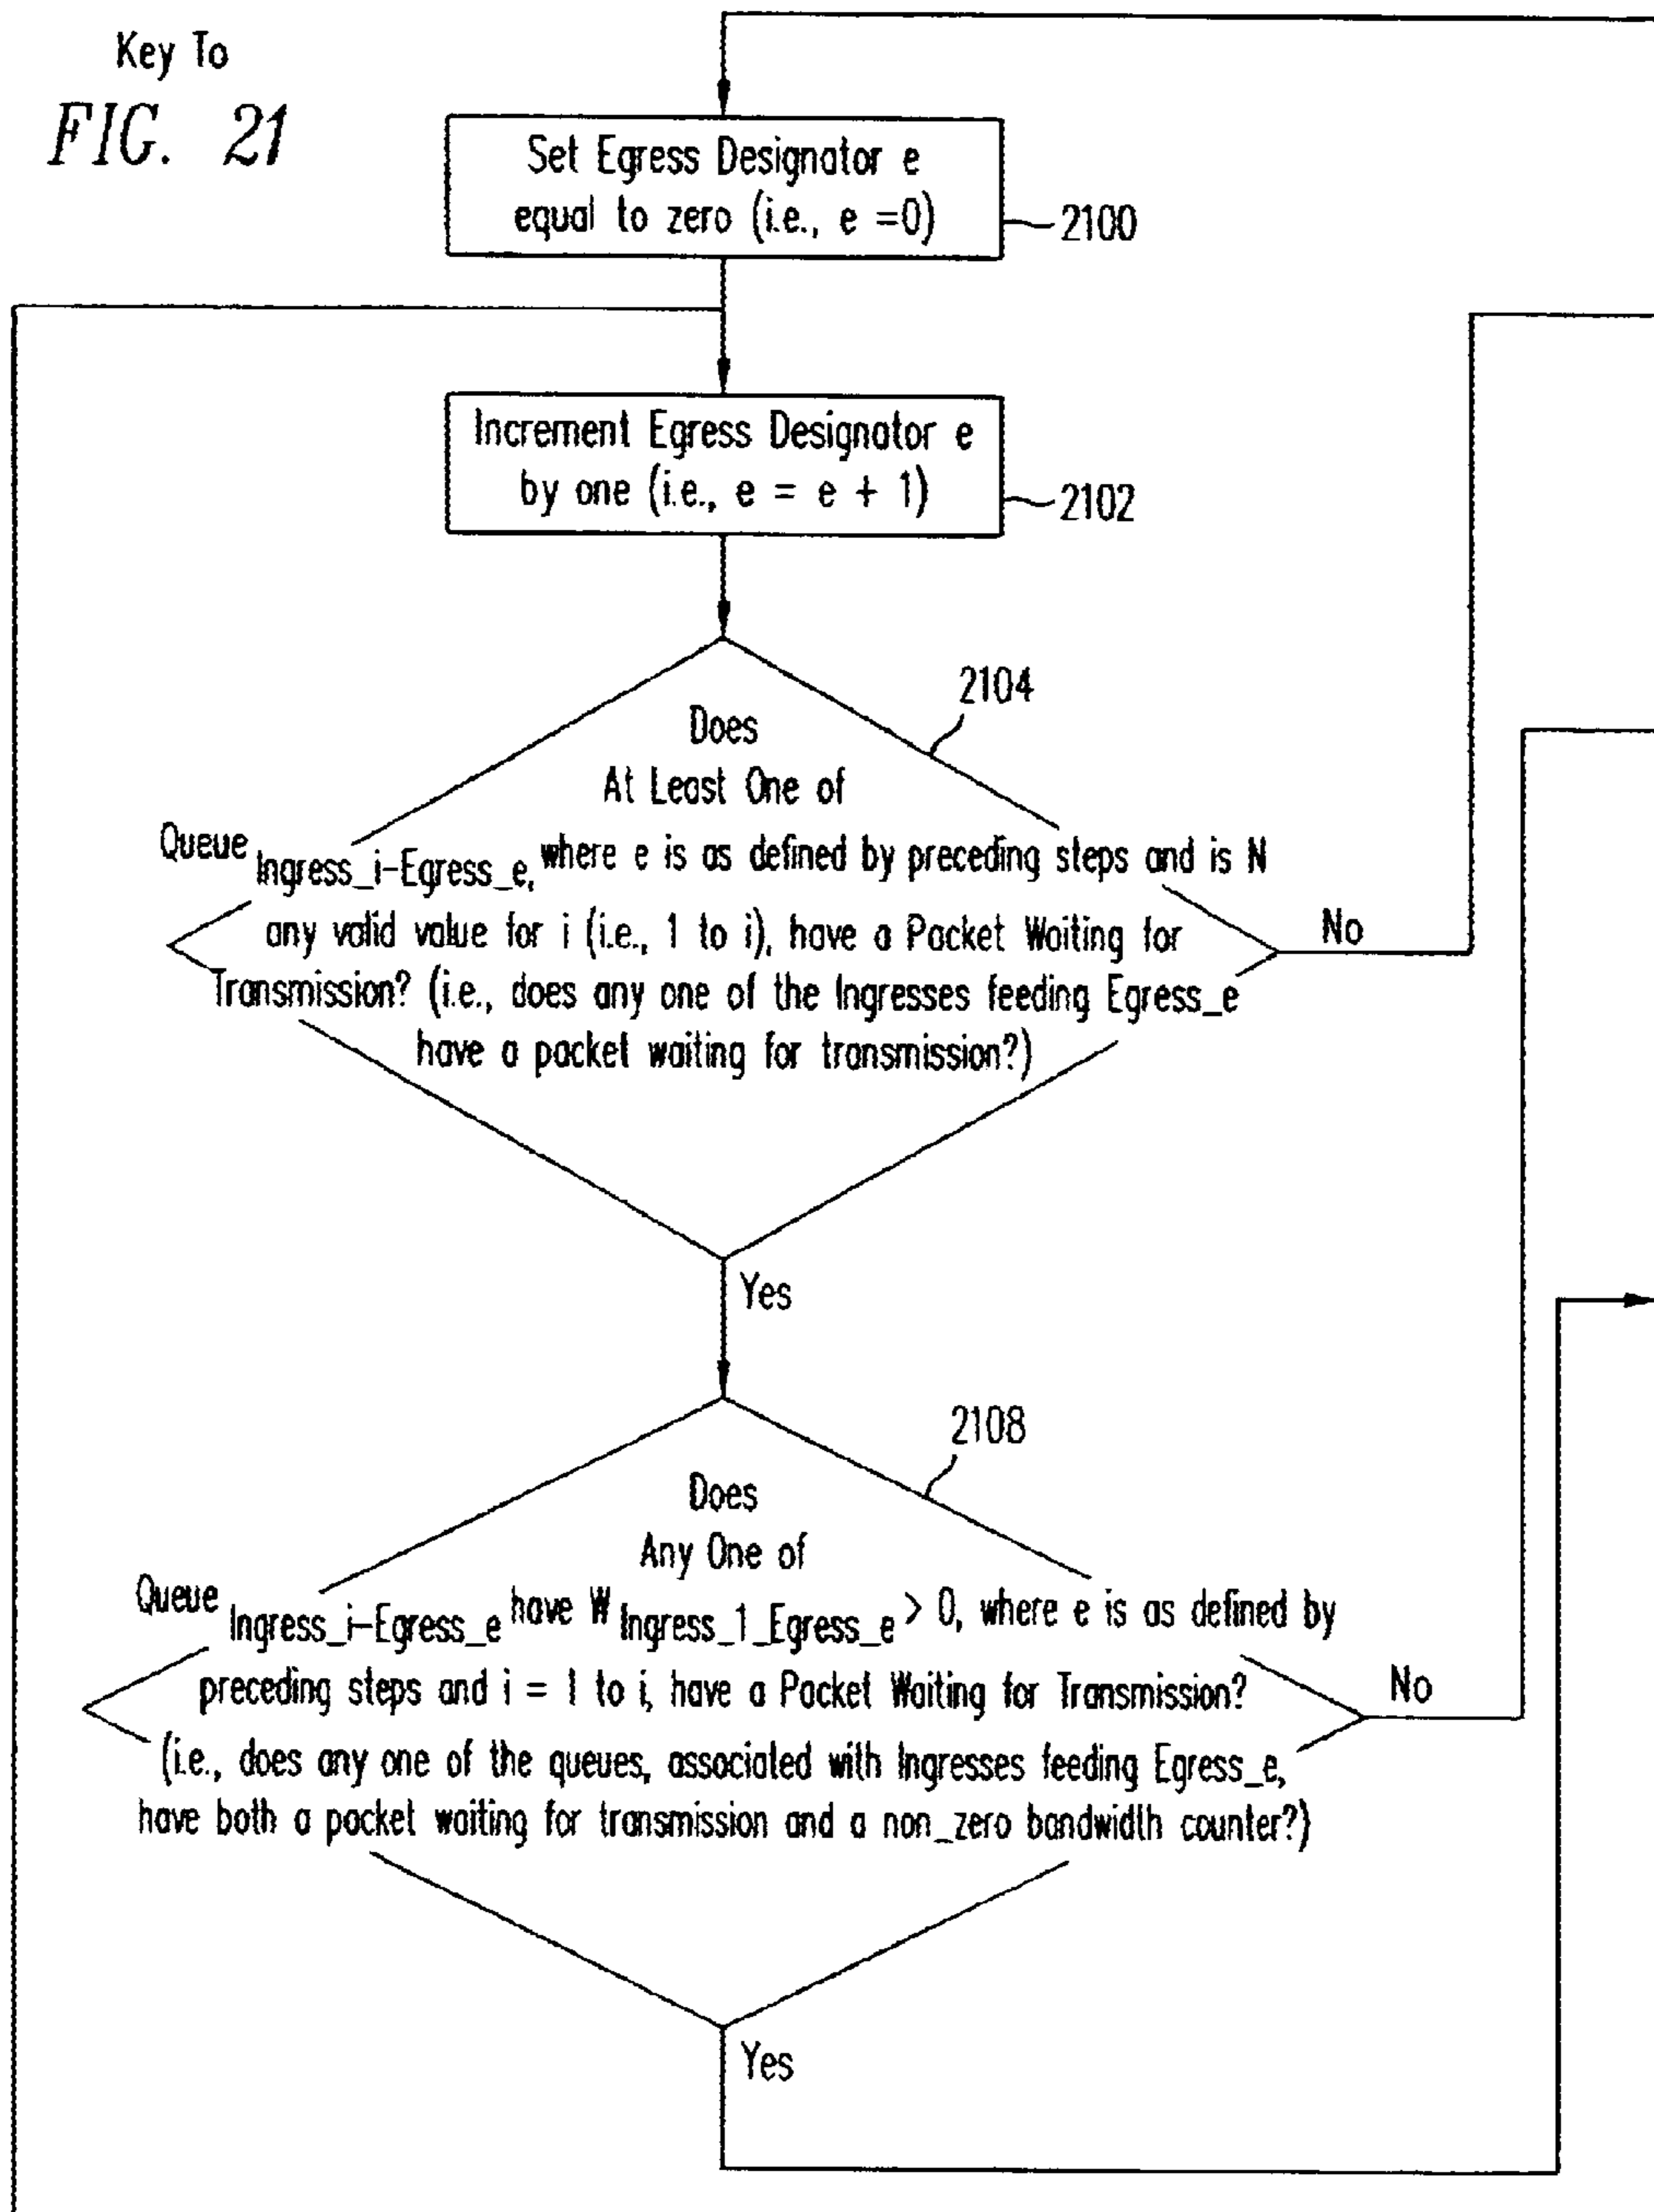 Key To
FIG. 21
Set Egress Designator e
equal to zero (i.e., e =0)
2100
Increment Egress Designator e
by one (i.e., e = e + 1)
2102
2104
Does
At Least One of
Queue Ingress_i-Egress_e, where e is as defined by preceding steps and is N
any valid value for i (i.e., 1 to i), have a Packet Waiting for
Transmission? (i.e., does any one of the Ingresses feeding Egress_e
have a packet waiting for transmission?)
No
Yes
2108
Does
Any One of
Queue Ingress_i-Egress_e have W Ingress_1_Egress_e > 0, where e is as defined by
preceding steps and i = 1 to i, have a Packet Waiting for Transmission?
(i.e., does any one of the queues, associated with Ingresses feeding Egress_e,
have both a packet waiting for transmission and a non_zero bandwidth counter?)
No
Yes